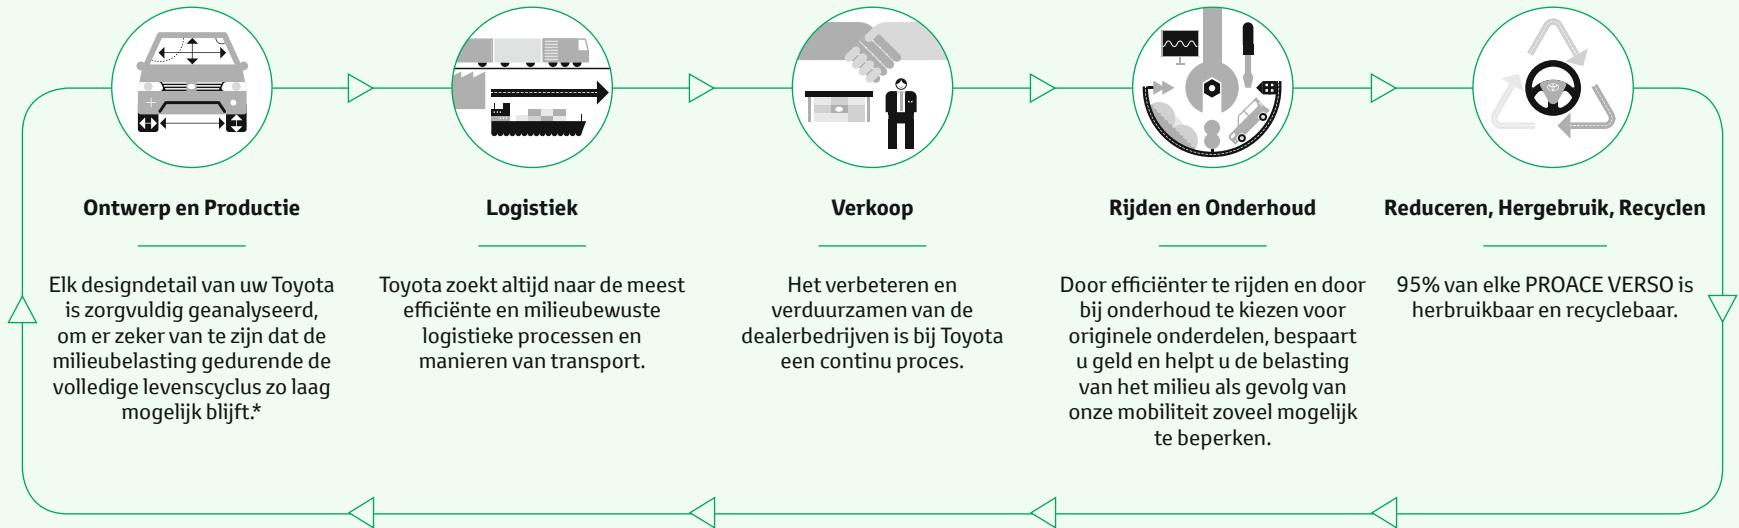 Ontwerp en Productie
Elk designdetail van uw Toyota
is zorgvuldig geanalyseerd,
om er zeker van te zijn dat de
milieubelasting gedurende de
volledige levenscyclus zo laag
mogelijk blijft.*
Logistiek
Toyota zoekt altijd naar de meest
efficiënte en milieubewuste
logistieke processen en
manieren van transport.
Verkoop
Het verbeteren en
verduurzamen van de
dealerbedrijven is bij Toyota
een continu proces.
Rijden en Onderhoud
Door efficiënter te rijden en door
bij onderhoud te kiezen voor
originele onderdelen, bespaart
u geld en helpt u de belasting
van het milieu als gevolg van
onze mobiliteit zoveel mogelijk
te beperken.
Reduceren, Hergebruik, Recyclen
95% van elke PROACE VERSO is
herbruikbaar en recyclebaar.